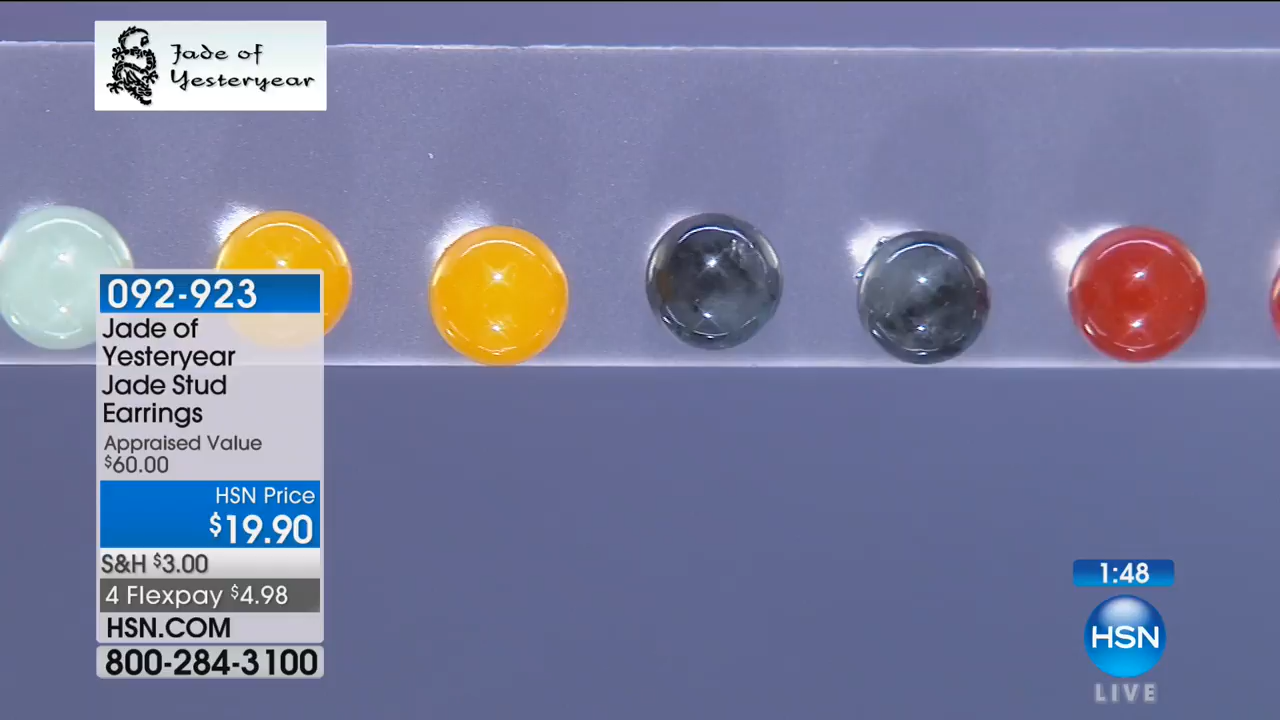 Jade of
Yesteryear
092-923
Jade of
Yesteryear
Jade Stud
Earrings
Appraised Value
$60.00
HSN Price
$19.90
S&H $3.00
4 Flexpay $4.98
HSN.COM
800-284-3100
1:48
HSN
LIVE